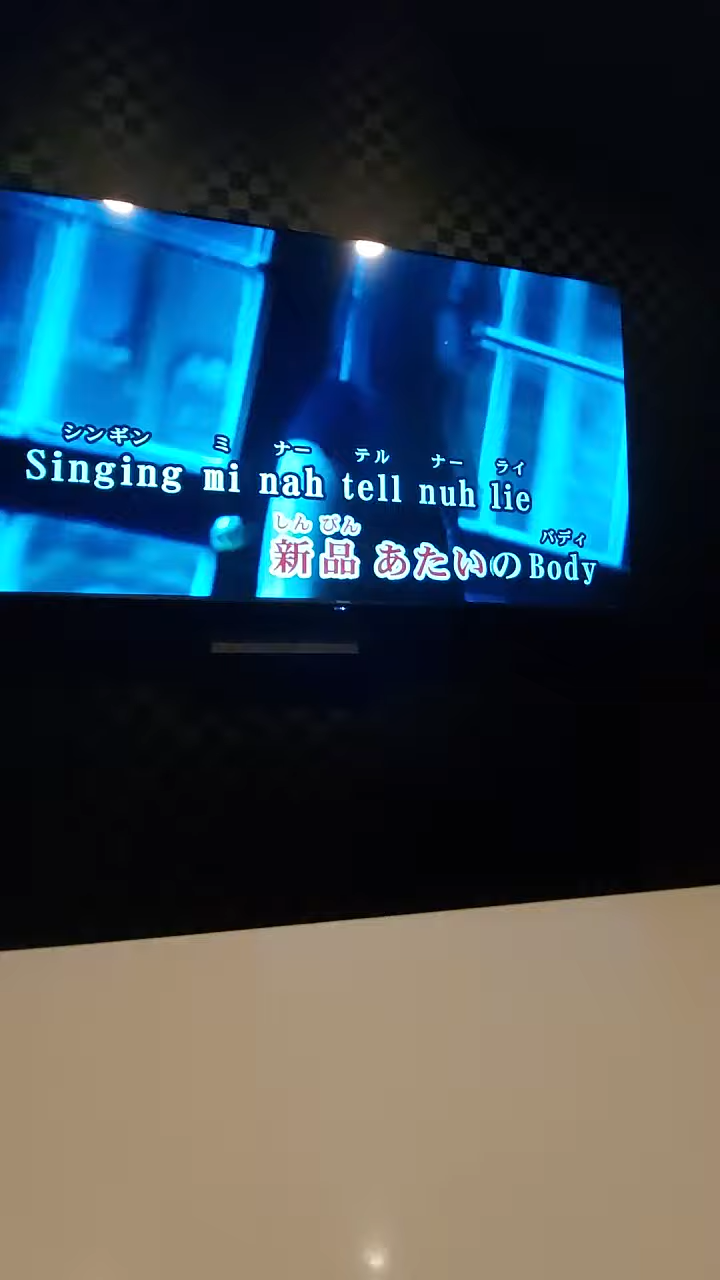 シンギン ミ ナー テル ナー ライ
Singing mi nah tell nuh lie
しん ぴん バディ
新品 あたいのBody